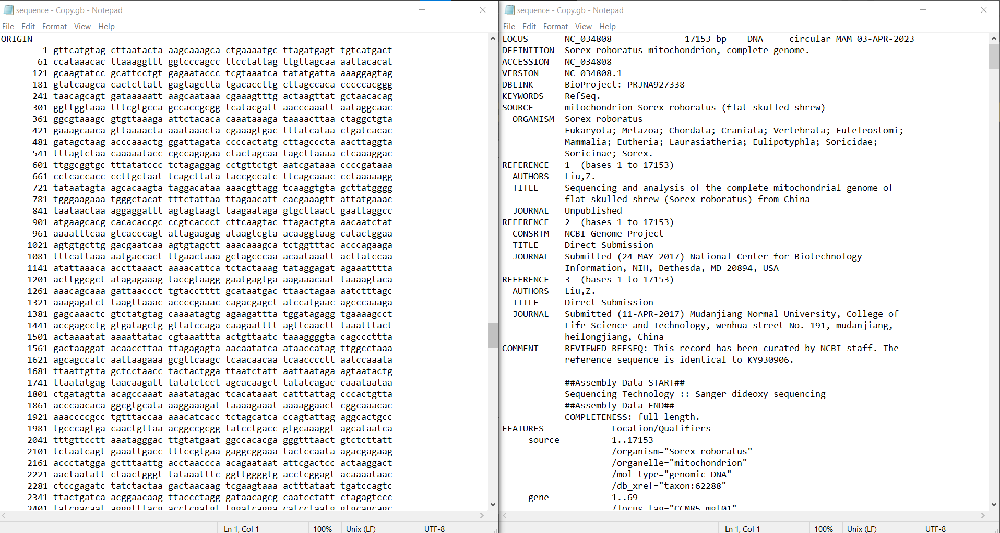 sequence - Copy.gb - Notepad
File Edit Format View Help
ORIGIN
1 gttcatgtag cttaatacta aagcaaagca ctgaaaatgc ttagatgagt tgtcatgact
61 ccataaacac ttaaaggttt ggtcccagcc ttcctattag ttgttagcaa aattacacat
121 gcaagtatcc gcattcctgt gagaataccc tcgtaaatca tatatgatta aaaggagtag
181 gtatcaagca cactcttatt gagtagctta tgacaccttg cttagccaca cccccacggg
241 taacagcagt gataaaaatt aagcaataaa cgaaagtttg actaagttat gctaacacag
301 ggttggtaaa tttcgtgcca gccaccgcgg tcatacgatt aacccaaatt aataggcaac
361 ggcgtaaagc gtgttaaaga attctacaca caaataaaga taaaacttaa ctaggctgta
421 gaaagcaaca gttaaaacta aaataaacta cgaaagtgac tttatcataa ctgatcacac
481 gatagctaag acccaaactg ggattagata ccccactatg cttagcccta aacttaggta
541 tttagtctaa caaaaatacc cgccagagaa ctactagcaa tagcttaaaa ctcaaaggac
601 ttggcggtgc tttatatccc tctagaggag cctgttctgt aatcgataaa ccccgataaa
661 cctcaccacc ccttgctaat tcagcttata taccgccatc ttcagcaaac cctaaaaagg
721 tataatagta agcacaagta taggacataa aaacgttagg tcaaggtgta gcttatgggg
781 tgggaagaaa tgggctacat tttctattaa ttagaacatt cacgaaagtt attatgaaac
841 taataactaa aggaggattt agtagtaagt taagaataga gtgcttaact gaattaggcc
901 atgaagcacg cacacaccgc ccgtcaccct cttcaagtac ttagactgta aacaatctat
961 aaaatttcaa gtcacccagt attagaagag ataagtcgta acaaggtaag catactggaa
1021 agtgtgcttg gacgaatcaa agtgtagctt aaacaaagca tctggtttac acccagaaga
1081 tttcattaaa aatgaccact ttgaactaaa gctagcccaa acaataaatt acttatccaa
1141 atattaaaca accttaaact aaaacattca tctactaaag tataggagat agaaatttta
1201 acttggcgct atagagaaag taccgtaagg gaatgagtga aagaaacaat taaaagtaca
1261 aaacagcaaa gattaaccct tgtacctttt gcataatgac ttaactagaa aatctttagc
1321 aaagagatct taagttaaac accccgaaac cagacgagct atccatgaac agcccaaaga
1381 gagcaaactc gtctatgtag caaaatagtg agaagattta tggatagagg tgaaaagcct
1441 accgagcctg gtgatagctg gttatccaga caagaatttt agttcaactt taaatttact
1501 actaaaatat aaaattatac cgtaaattta actgttaatc taaaggggta cagcccttta
1561 gactaaggat acaaccttaa ttagagagta aacaatatca ataaccatag ttggcctaaa
1621 agcagccatc aattaagaaa gcgttcaagc tcaacaacaa tcaacccctt aatccaaata
1681 ttaattgtta gctcctaacc tactactgga ttaatctatt aattaataga agtaatactg
1741 ttaatatgag taacaagatt tatatctcct agcacaagct tatatcagac caaataataa
1801 ctgatagtta acagccaaat aaatatagac tcacataaat catttattag cccactgtta
1861 acccaacaca ggcgtgcata aaggaaagat taaaagaaat aaaaggaact cggcaaacac
1921 aaaccccgcc tgtttaccaa aaacatcacc tctagcatca ccagtattag aggcactgcc
1981 tgcccagtga caactgttaa acggccgcgg tatcctgacc gtgcaaaggt agcataatca
2041 tttgttcctt aaatagggac ttgtatgaat ggccacacga gggtttaact gtctcttatt
2101 tctaatcagt gaaattgacc tttccgtgaa gaggcggaaa tactccaata agacgagaag
2161 accctatgga gctttaattg acctaaccca acagaataat attcgactcc actaaggact
2221 aactaatatt ctaactgggt tataaatttc ggttggggtg acctcggagt acaaaataac
2281 ctccgagatc tatctactaa gactaacaag tcgaagtaaa actttataat tgatccagtc
2341 ttactgatca acggaacaag ttaccctagg gataacagcg caatcctatt ctagagtccc
2401 tatcgacaat agggtttacg acctcgatgt tggatcagga catcctaatg gtgcagcagc
Ln 1, Col 1 100% Unix (LF) UTF-8
sequence - Copy.gb - Notepad
File Edit Format View Help
LOCUS NC_034808 17153 bp DNA circular MAM 03-APR-2023
DEFINITION Sorex roboratus mitochondrion, complete genome.
ACCESSION NC_034808
VERSION NC_034808.1
DBLINK BioProject: PRJNA927338
KEYWORDS RefSeq.
SOURCE mitochondrion Sorex roboratus (flat-skulled shrew)
ORGANISM Sorex roboratus
Eukaryota; Metazoa; Chordata; Craniata; Vertebrata; Euteleostomi;
Mammalia; Eutheria; Laurasiatheria; Eulipotyphla; Soricidae;
Soricinae; Sorex.
REFERENCE 1 (bases 1 to 17153)
AUTHORS Liu,Z.
TITLE Sequencing and analysis of the complete mitochondrial genome of
flat-skulled shrew (Sorex roboratus) from China
JOURNAL Unpublished
REFERENCE 2 (bases 1 to 17153)
CONSRTM NCBI Genome Project
TITLE Direct Submission
JOURNAL Submitted (24-MAY-2017) National Center for Biotechnology
Information, NIH, Bethesda, MD 20894, USA
REFERENCE 3 (bases 1 to 17153)
AUTHORS Liu,Z.
TITLE Direct Submission
JOURNAL Submitted (11-APR-2017) Mudanjiang Normal University, College of
Life Science and Technology, wenhua street No. 191, mudanjiang,
heilongjiang, China
COMMENT REVIEWED REFSEQ: This record has been curated by NCBI staff. The
reference sequence is identical to KY930906.
##Assembly-Data-START##
Sequencing Technology :: Sanger dideoxy sequencing
##Assembly-Data-END##
COMPLETENESS: full length.
FEATURES Location/Qualifiers
source 1..17153
/organism="Sorex roboratus"
/organelle="mitochondrion"
/mol_type="genomic DNA"
/db_xref="taxon:62288"
gene 1..69
/locus_tag="CCM85_mgt01"
Ln 1, Col 1 100% Unix (LF) UTF-8